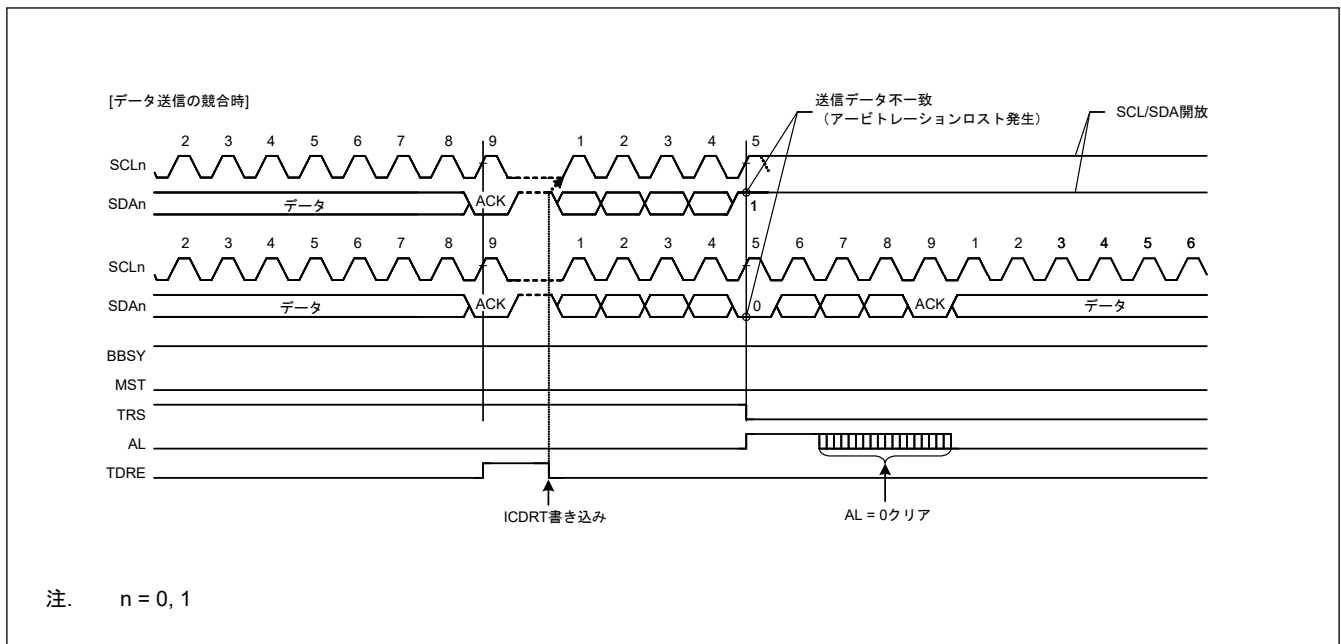 [データ送信の競合時]
送信データ不一致
（アービトレーションロスト発生）
SCL/SDA開放
2 3 4 5 6 7 8 9 1 2 3 4 5
SCLn
SDAn データ ACK 1
2 3 4 5 6 7 8 9 1 2 3 4 5 6 7 8 9 1 2 3 4 5 6
SCLn
SDAn データ ACK 0 ACK データ
BBSY
MST
TRS
AL
TDRE
ICDRT書き込み
AL = 0クリア
注. n = 0, 1